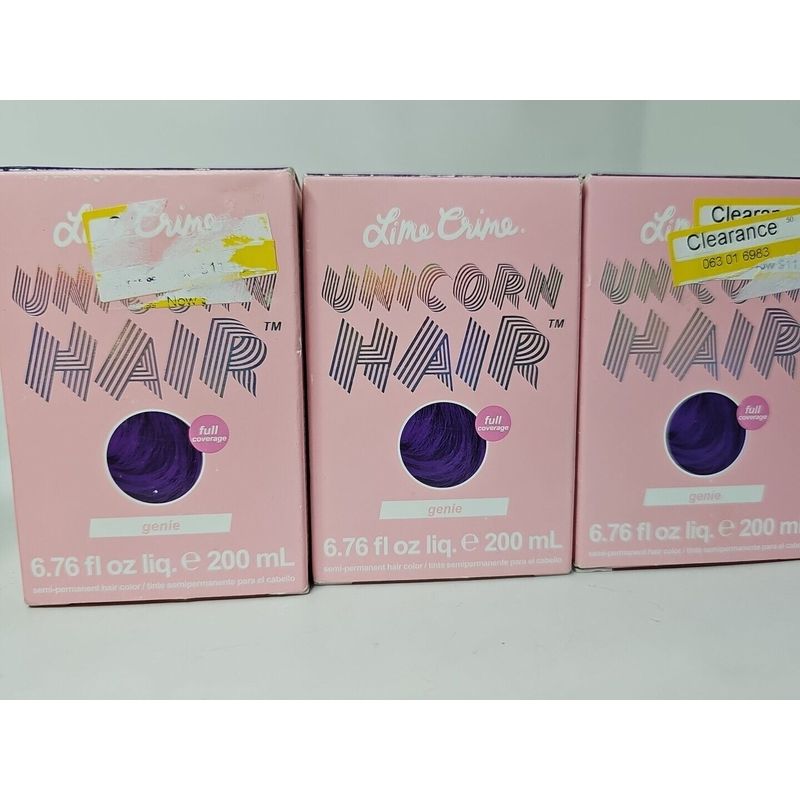 Lime Crime
Now
HAIR™
full
coverage
genie
6.76 fl oz liq. ℮ 200 mL
semi-permanent hair color / tinte semipermanente para el cabello
Lime Crime.
UNICORN
HAIR™
full
coverage
genie
6.76 fl oz liq. ℮ 200 mL
semi-permanent hair color / tinte semipermanente para el cabello
Clearance
Clearance 50
063 01 6983
UNICORN
HAIR
full
coverage
genie
6.76 fl oz liq. ℮ 200
semi-permanent hair color / tinte semipermanente para el